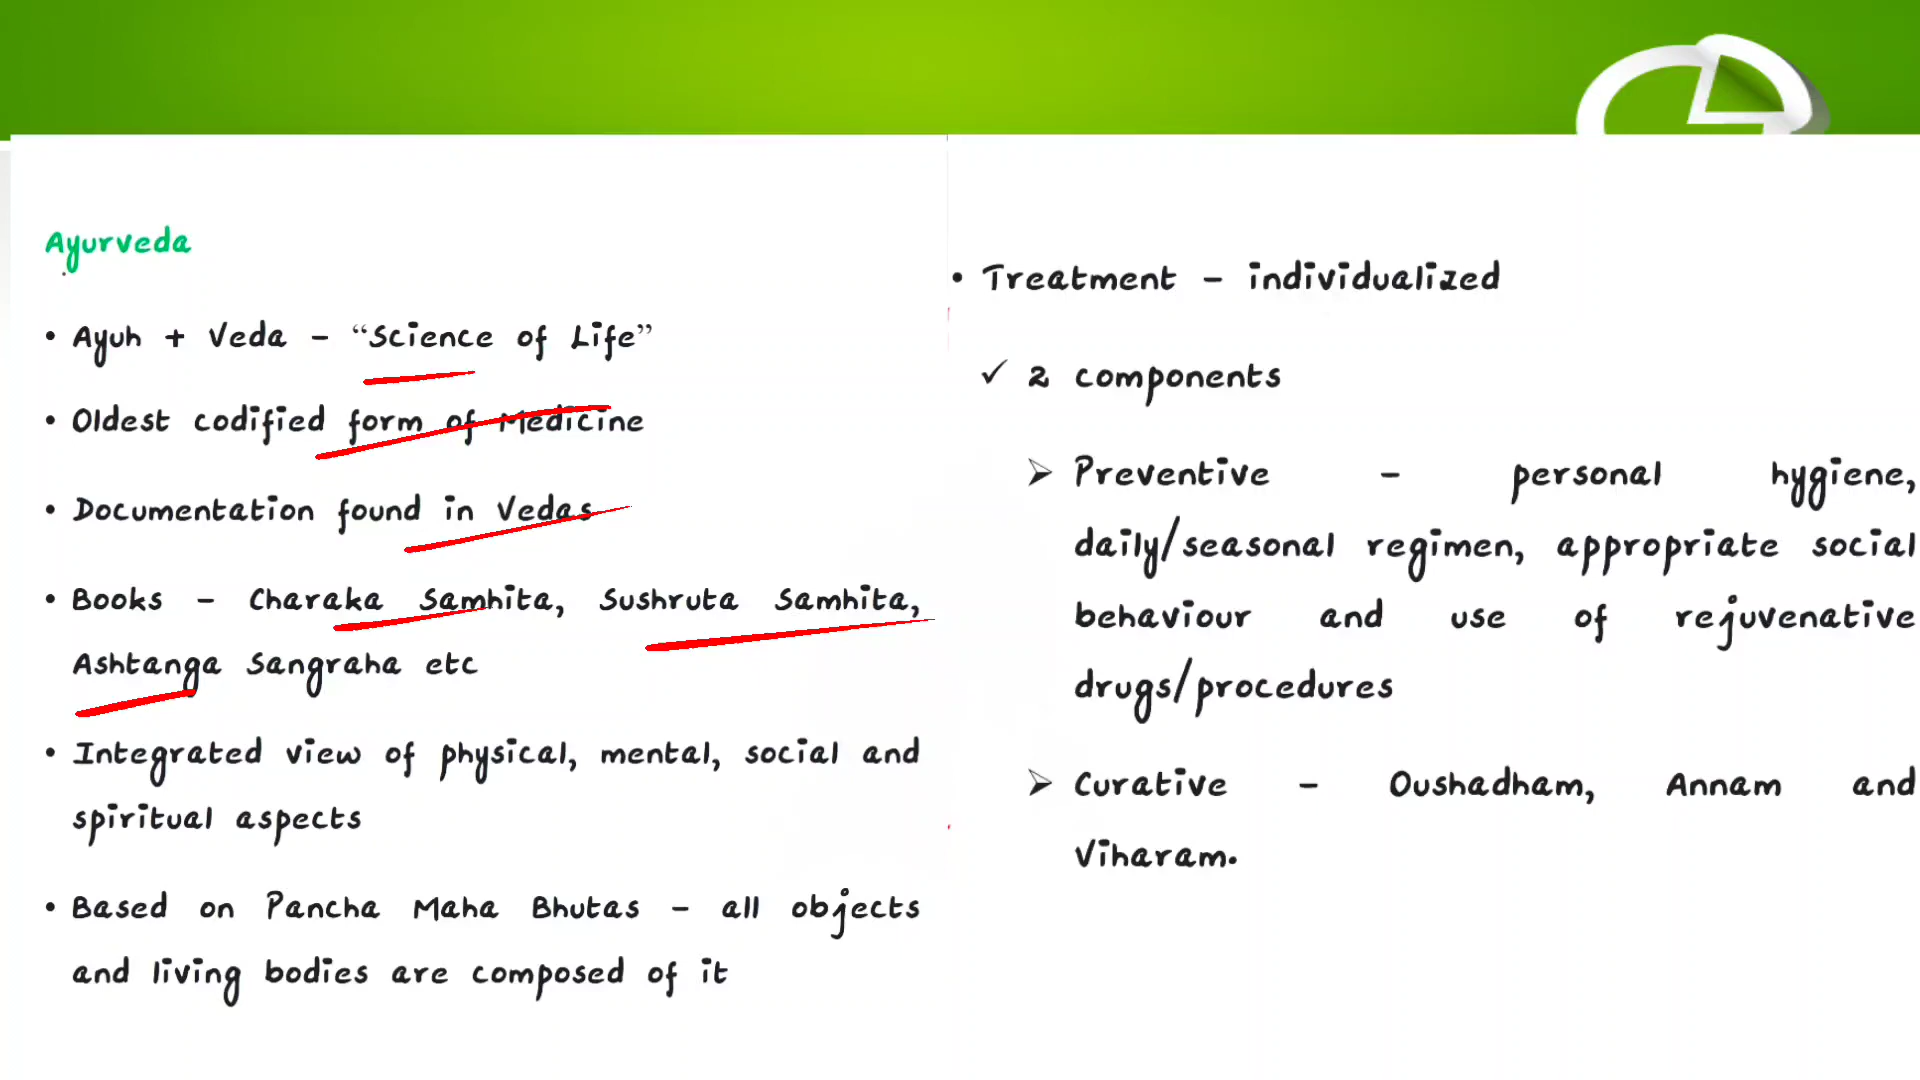 Ayurveda
• Ayuh + Veda – “Science of Life”
• Oldest codified form of Medicine
• Documentation found in Vedas
• Books – Charaka Samhita, Sushruta Samhita,
Ashtanga Sangraha etc
• Integrated view of physical, mental, social and
spiritual aspects
• Based on Pancha Maha Bhutas – all objects
and living bodies are composed of it
• Treatment – individualized
✓ 2 components
➢ Preventive – personal hygiene,
daily/seasonal regimen, appropriate social
behaviour and use of rejuvenative
drugs/procedures
➢ Curative – Oushadham, Annam and
Viharam.